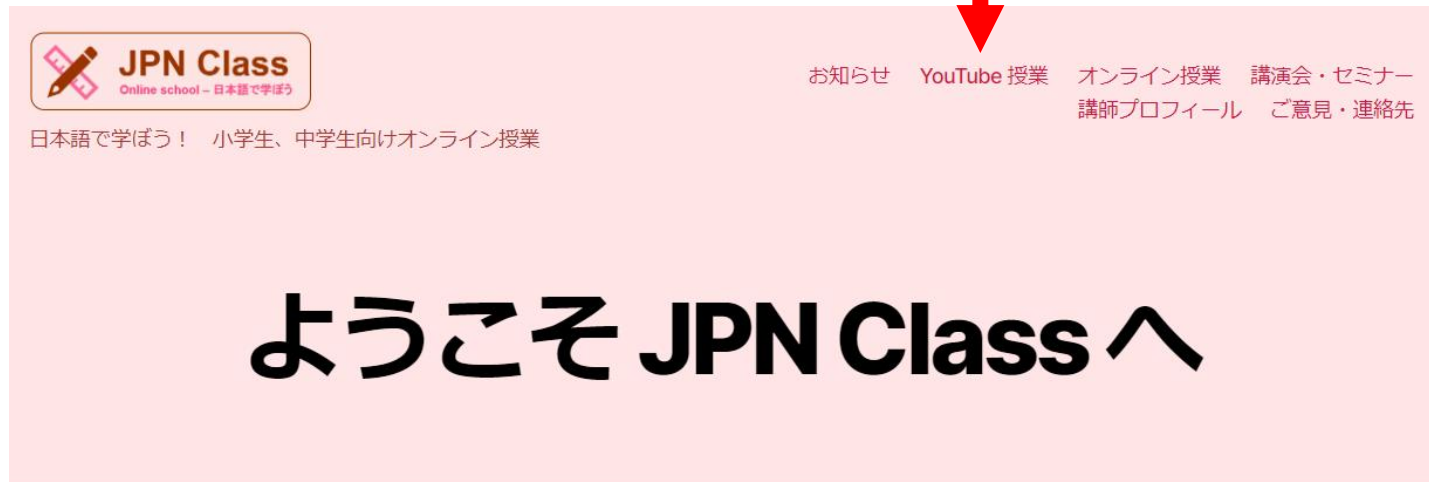 JPN Class
Online school – 日本語で学ぼう
日本語で学ぼう！　小学生、中学生向けオンライン授業
お知らせ　YouTube 授業　オンライン授業　講演会・セミナー
講師プロフィール　ご意見・連絡先
ようこそ JPN Class へ